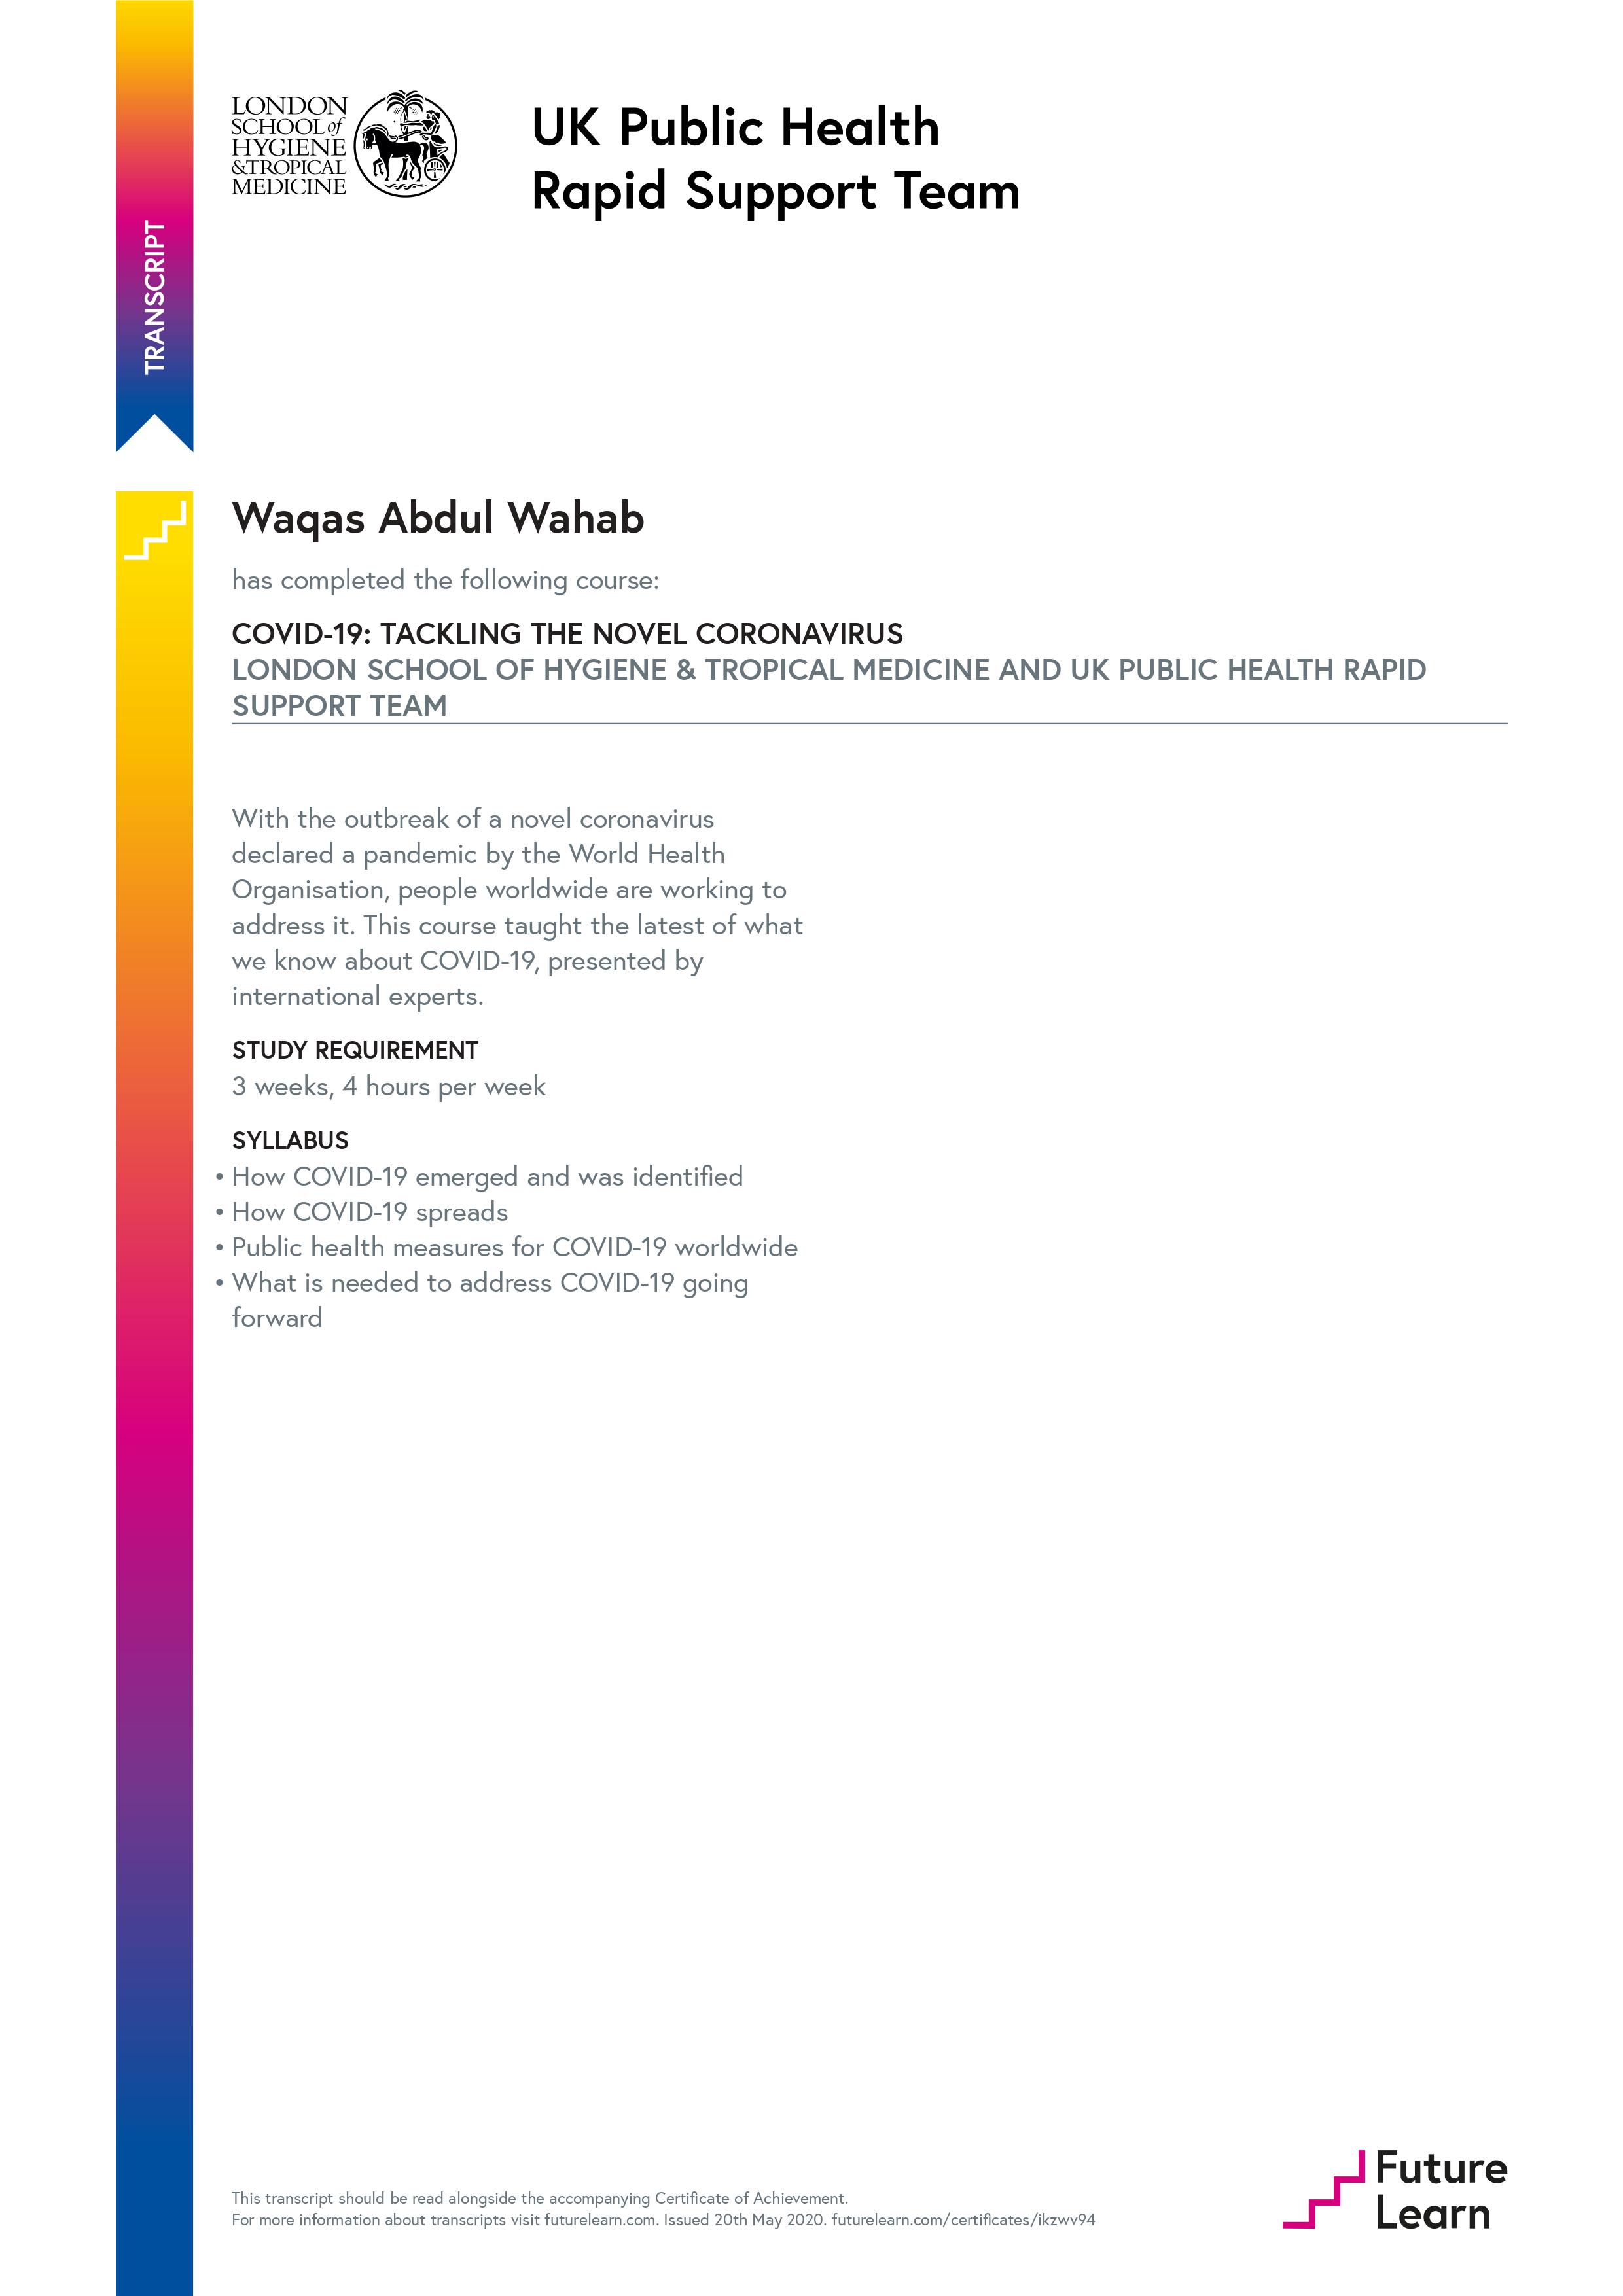 LONDON
SCHOOL of
HYGIENE
&TROPICAL
MEDICINE
UK Public Health
Rapid Support Team
TRANSCRIPT
Waqas Abdul Wahab
has completed the following course:
COVID-19: TACKLING THE NOVEL CORONAVIRUS
LONDON SCHOOL OF HYGIENE & TROPICAL MEDICINE AND UK PUBLIC HEALTH RAPID
SUPPORT TEAM
With the outbreak of a novel coronavirus
declared a pandemic by the World Health
Organisation, people worldwide are working to
address it. This course taught the latest of what
we know about COVID-19, presented by
international experts.
STUDY REQUIREMENT
3 weeks, 4 hours per week
SYLLABUS
• How COVID-19 emerged and was identified
• How COVID-19 spreads
• Public health measures for COVID-19 worldwide
• What is needed to address COVID-19 going
forward
This transcript should be read alongside the accompanying Certificate of Achievement.
For more information about transcripts visit futurelearn.com. Issued 20th May 2020. futurelearn.com/certificates/ikzwv94
Future
Learn